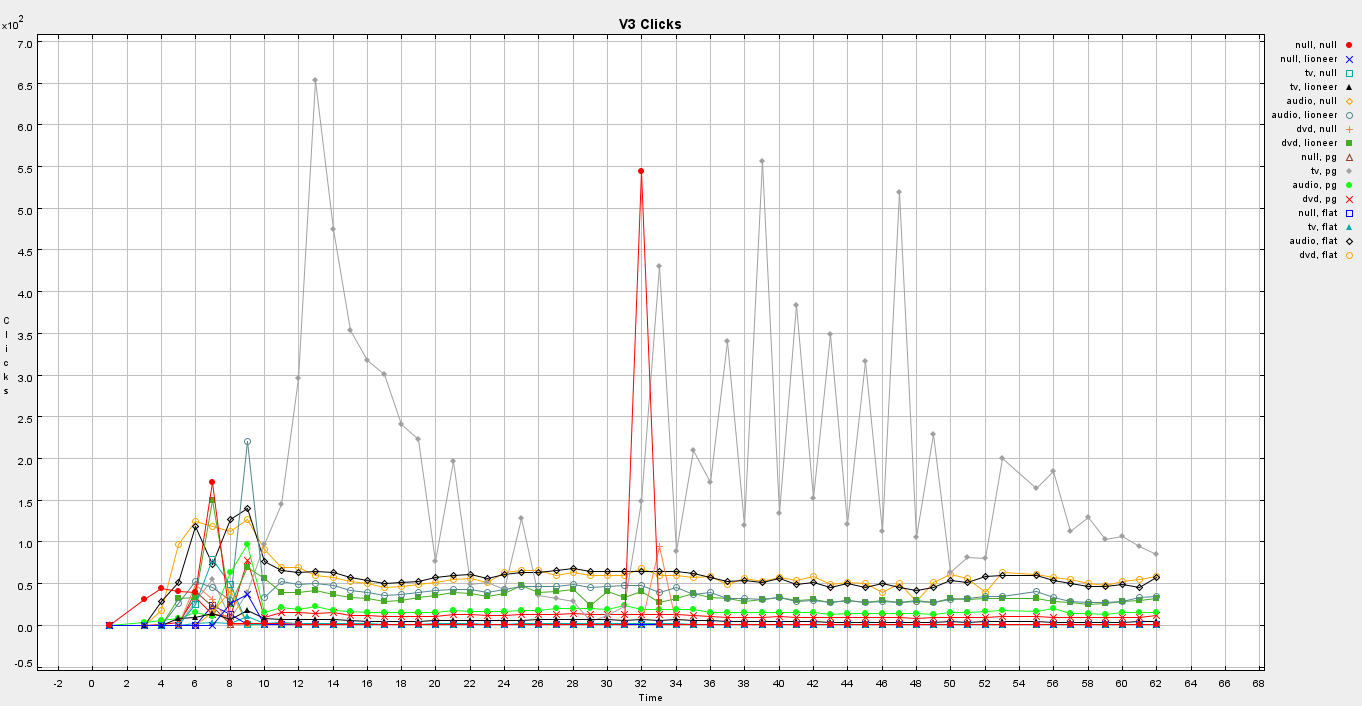 V3 Clicks
x10^2
7.0
6.5
6.0
5.5
5.0
4.5
4.0
3.5
3.0
2.5
2.0
1.5
1.0
0.5
0.0
-0.5
Clicks
-2 0 2 4 6 8 10 12 14 16 18 20 22 24 26 28 30 32 34 36 38 40 42 44 46 48 50 52 54 56 58 60 62 64 66 68
Time
null, null
null, lioneer
tv, null
tv, lioneer
audio, null
audio, lioneer
dvd, null
dvd, lioneer
null, pg
tv, pg
audio, pg
dvd, pg
null, flat
tv, flat
audio, flat
dvd, flat